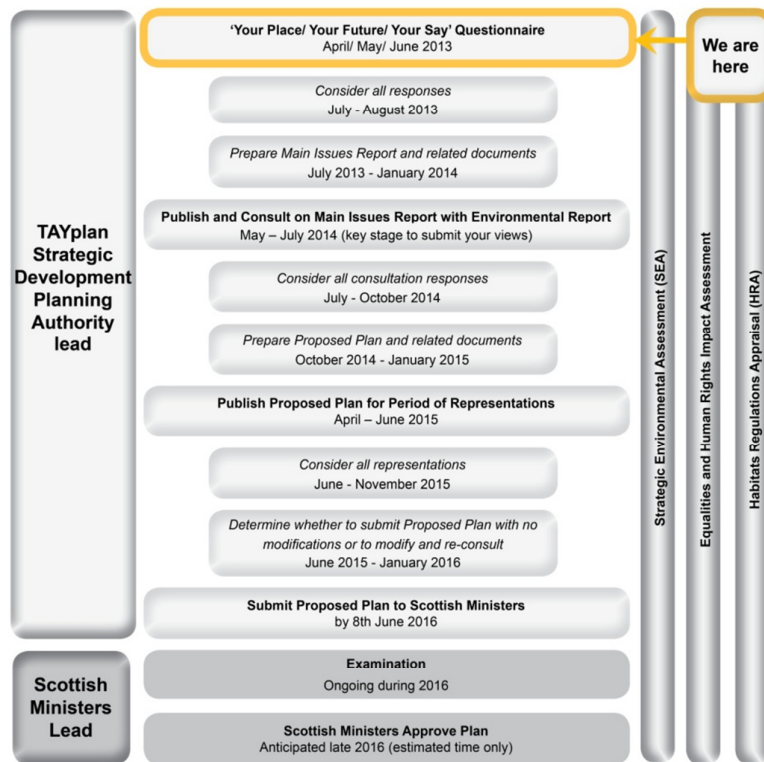 ‘Your Place/ Your Future/ Your Say’ Questionnaire
April/ May/ June 2013
We are
here
Consider all responses
July - August 2013
Prepare Main Issues Report and related documents
July 2013 - January 2014
TAYplan
Strategic
Development
Planning
Authority
lead
Publish and Consult on Main Issues Report with Environmental Report
May – July 2014 (key stage to submit your views)
Consider all consultation responses
July - October 2014
Prepare Proposed Plan and related documents
October 2014 - January 2015
Publish Proposed Plan for Period of Representations
April – June 2015
Consider all representations
June - November 2015
Determine whether to submit Proposed Plan with no
modifications or to modify and re-consult
June 2015 - January 2016
Submit Proposed Plan to Scottish Ministers
by 8th June 2016
Scottish
Ministers
Lead
Examination
Ongoing during 2016
Scottish Ministers Approve Plan
Anticipated late 2016 (estimated time only)
Strategic Environmental Assessment (SEA)
Equalities and Human Rights Impact Assessment
Habitats Regulations Appraisal (HRA)